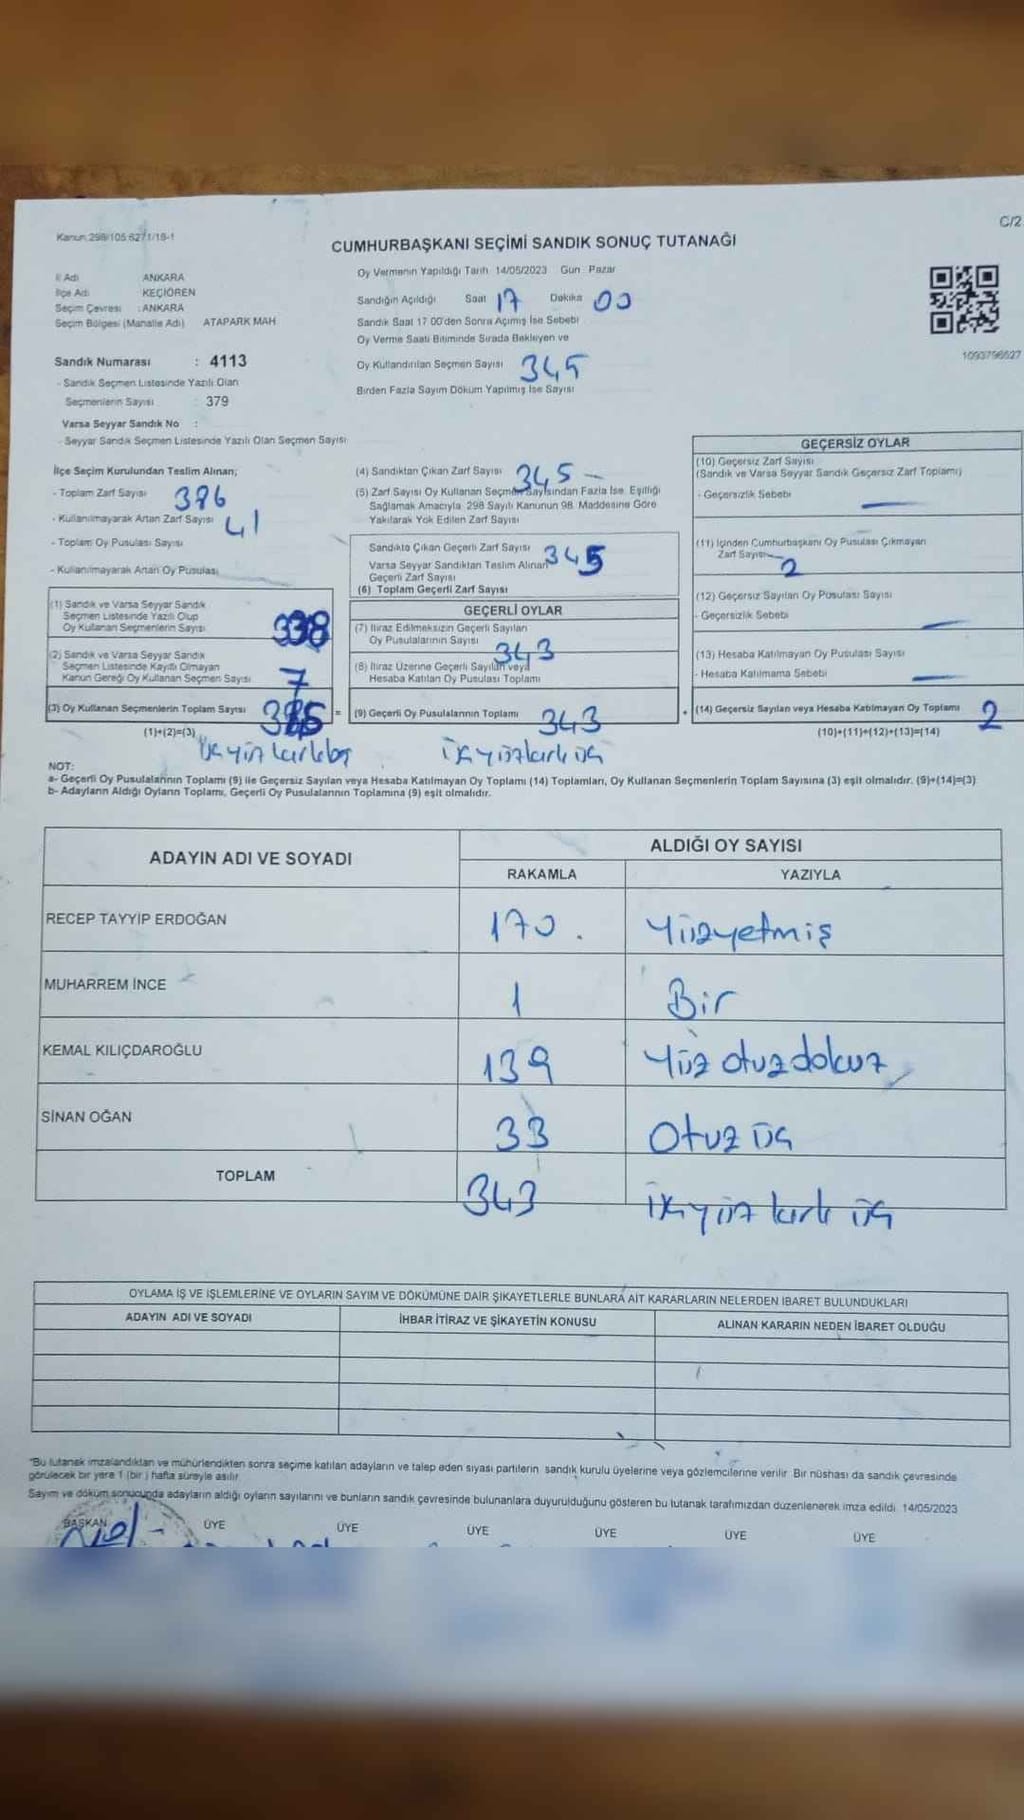 Kanun 298/105.627/1/18-1
C/2
CUMHURBAŞKANI SEÇİMİ SANDIK SONUÇ TUTANAĞI
İl Adı ANKARA
İlçe Adı KEÇİÖREN
Seçim Çevresi : ANKARA
Seçim Bölgesi (Mahalle Adı) ATAPARK MAH
Sandık Numarası : 4113
- Sandık Seçmen Listesinde Yazılı Olan
Seçmenlerin Sayısı 379
Varsa Seyyar Sandık No :
- Seyyar Sandık Seçmen Listesinde Yazılı Olan Seçmen Sayısı
Oy Vermenin Yapıldığı Tarih 14/05/2023 Gün Pazar
Sandığın Açıldığı Saat 17 Dakika 00
Sandık Saat 17 00'den Sonra Açımış İse Sebebi
Oy Verme Saati Bitiminde Sırada Bekleyen ve
Oy Kullandırılan Seçmen Sayısı 345
Birden Fazla Sayım Döküm Yapılmış İse Sayısı
1093796627
İlçe Seçim Kurulundan Teslim Alınan;
- Toplam Zarf Sayısı 386
- Kullanılmayarak Artan Zarf Sayısı 41
- Toplam Oy Pusulası Sayısı
- Kullanılmayarak Artan Oy Pusulası
(1) Sandık ve Varsa Seyyar Sandık
Seçmen Listesinde Yazılı Olup
Oy Kullanan Seçmenlerin Sayısı 338
(2) Sandık ve Varsa Seyyar Sandık
Seçmen Listesinde Kayıtlı Olmayan
Kanun Gereği Oy Kullanan Seçmen Sayısı 7
(3) Oy Kullanan Seçmenlerin Toplam Sayısı 345 =
(1)+(2)=(3)
(4) Sandıktan Çıkan Zarf Sayısı 345
(5) Zarf Sayısı Oy Kullanan Seçmen Sayısından Fazla İse, Eşitliği
Sağlamak Amacıyla 298 Sayılı Kanunun 98. Maddesine Göre
Yakılarak Yok Edilen Zarf Sayısı
Sandıkta Çıkan Geçerli Zarf Sayısı 345
Varsa Seyyar Sandıktan Teslim Alınan
Geçerli Zarf Sayısı
(6) Toplam Geçerli Zarf Sayısı
GEÇERLİ OYLAR
(7) İtiraz Edilmeksizin Geçerli Sayılan
Oy Pusulalarının Sayısı 343
(8) İtiraz Üzerine Geçerli Sayılan veya
Hesaba Katılan Oy Pusulası Toplamı
(9) Geçerli Oy Pusulalarının Toplamı 343 +
üçyüzkırkbeş
üçyüzkırküç
GEÇERSİZ OYLAR
(10) Geçersiz Zarf Sayısı
(Sandık ve Varsa Seyyar Sandık Geçersiz Zarf Toplamı)
- Geçersizlik Sebebi
(11) İçinden Cumhurbaşkanı Oy Pusulası Çıkmayan
Zarf Sayısı 2
(12) Geçersiz Sayılan Oy Pusulası Sayısı
- Geçersizlik Sebebi
(13) Hesaba Katılmayan Oy Pusulası Sayısı
- Hesaba Katılmama Sebebi
(14) Geçersiz Sayılan veya Hesaba Katılmayan Oy Toplamı 2
(10)+(11)+(12)+(13)=(14)
NOT:
a- Geçerli Oy Pusulalarının Toplamı (9) ile Geçersiz Sayılan veya Hesaba Katılmayan Oy Toplamı (14) Toplamları, Oy Kullanan Seçmenlerin Toplam Sayısına (3) eşit olmalıdır. (9)+(14)=(3)
b- Adayların Aldığı Oyların Toplamı, Geçerli Oy Pusulalarının Toplamına (9) eşit olmalıdır.
ADAYIN ADI VE SOYADI
ALDIĞI OY SAYISI
RAKAMLA YAZIYLA
RECEP TAYYİP ERDOĞAN 170 Yüzyetmiş
MUHARREM İNCE 1 Bir
KEMAL KILIÇDAROĞLU 139 Yüz otuz dokuz
SİNAN OĞAN 33 Otuz üç
TOPLAM 343 üçyüz kırk üç
OYLAMA İŞ VE İŞLEMLERİNE VE OYLARIN SAYIM VE DÖKÜMÜNE DAİR ŞİKAYETLERLE BUNLARA AİT KARARLARIN NELERDEN İBARET BULUNDUKLARI
ADAYIN ADI VE SOYADI İHBAR İTİRAZ VE ŞİKAYETİN KONUSU ALINAN KARARIN NEDEN İBARET OLDUĞU
*Bu tutanak imzalandıktan ve mühürlendikten sonra seçime katılan adayların ve talep eden siyasi partilerin sandık kurulu üyelerine veya gözlemcilerine verilir Bir nüshası da sandık çevresinde
görülecek bir yere 1 (bir ) hafta süreyle asılır
Sayım ve döküm sonucunda adayların aldığı oyların sayılarını ve bunların sandık çevresinde bulunanlara duyurulduğunu gösteren bu tutanak tarafımızdan düzenlenerek imza edildi 14/05/2023
BAŞKAN ÜYE ÜYE ÜYE ÜYE ÜYE ÜYE